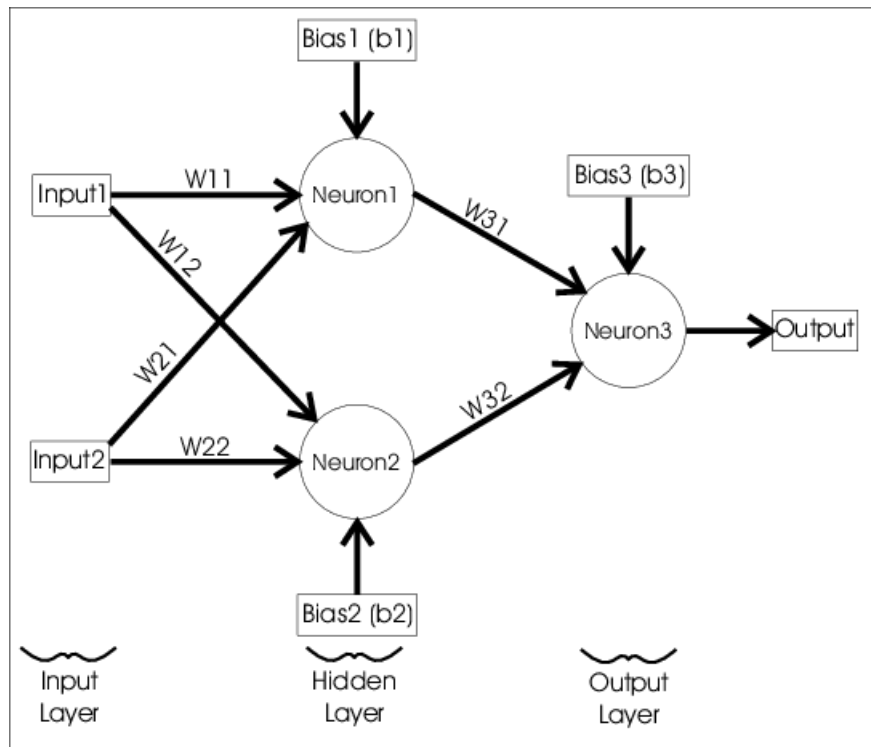 Bias1 (b1)
Input1
W11
Neuron1
Bias3 (b3)
W31
W12
W21
Neuron3
Output
W32
Input2
W22
Neuron2
Bias2 (b2)
Input
Layer
Hidden
Layer
Output
Layer